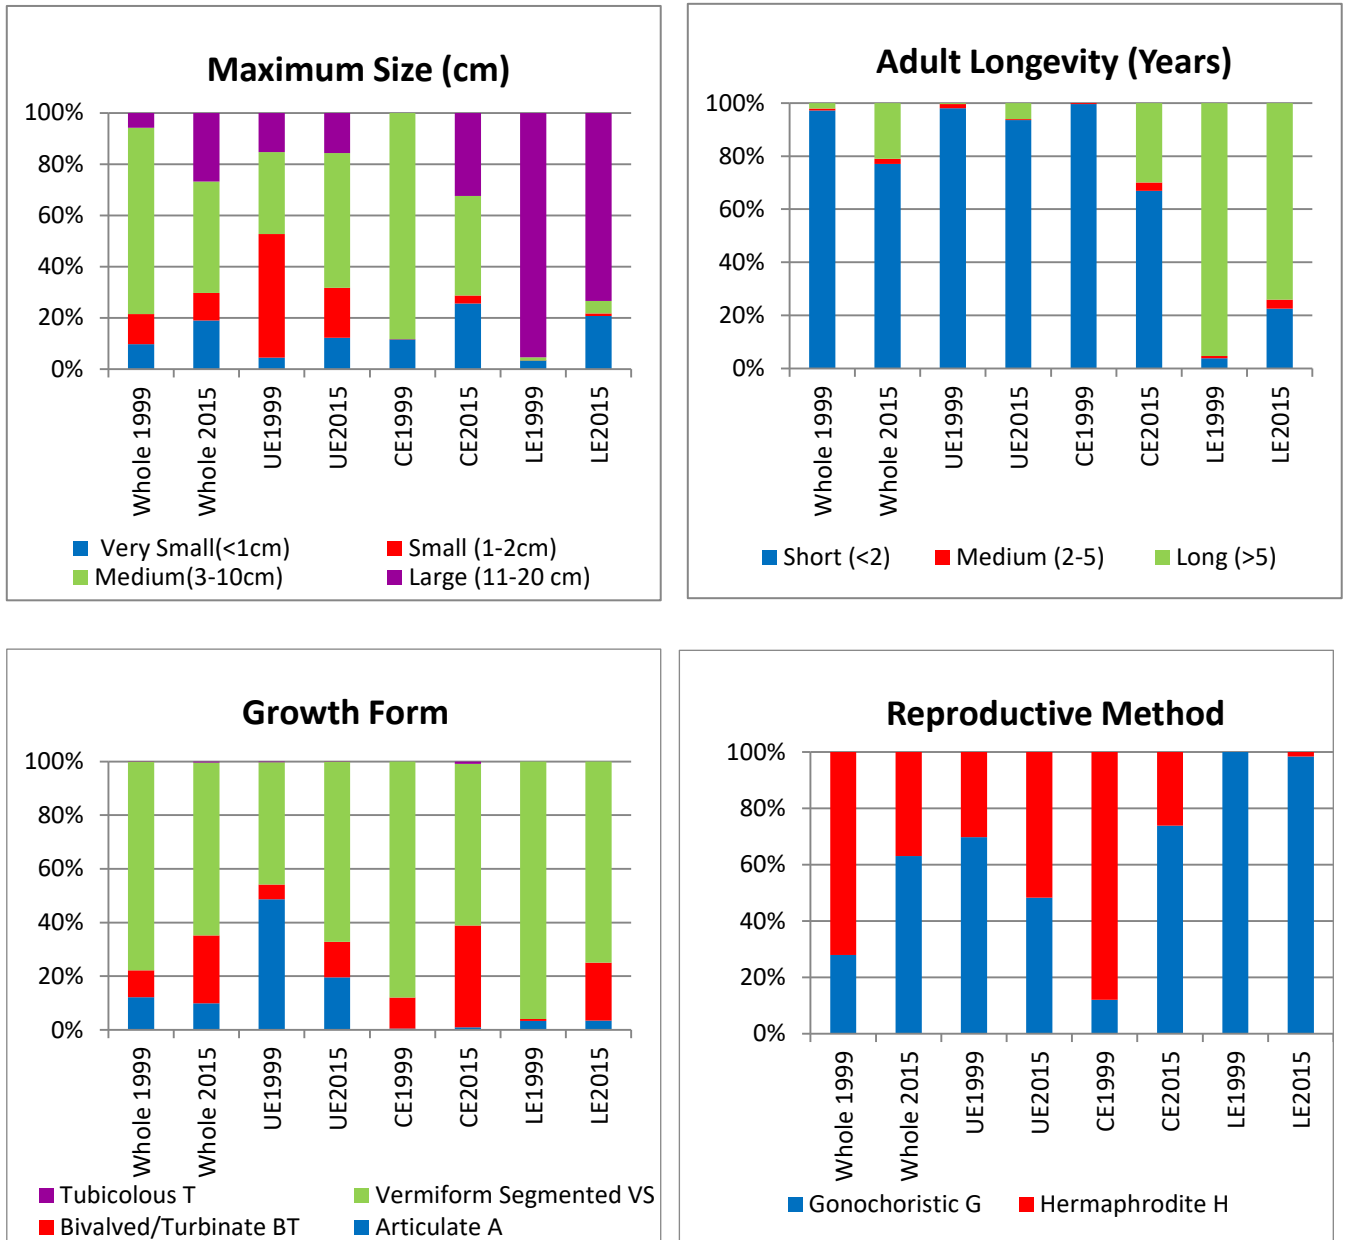 Maximum Size (cm)
100%
80%
60%
40%
20%
0%
Whole 1999
Whole 2015
UE1999
UE2015
CE1999
CE2015
LE1999
LE2015
Very Small(<1cm)
Small (1-2cm)
Medium(3-10cm)
Large (11-20 cm)
Adult Longevity (Years)
100%
80%
60%
40%
20%
0%
Whole 1999
Whole 2015
UE1999
UE2015
CE1999
CE2015
LE1999
LE2015
Short (<2)
Medium (2-5)
Long (>5)
Growth Form
100%
80%
60%
40%
20%
0%
Whole 1999
Whole 2015
UE1999
UE2015
CE1999
CE2015
LE1999
LE2015
Tubicolous T
Vermiform Segmented VS
Bivalved/Turbinate BT
Articulate A
Reproductive Method
100%
80%
60%
40%
20%
0%
Whole 1999
Whole 2015
UE1999
UE2015
CE1999
CE2015
LE1999
LE2015
Gonochoristic G
Hermaphrodite H